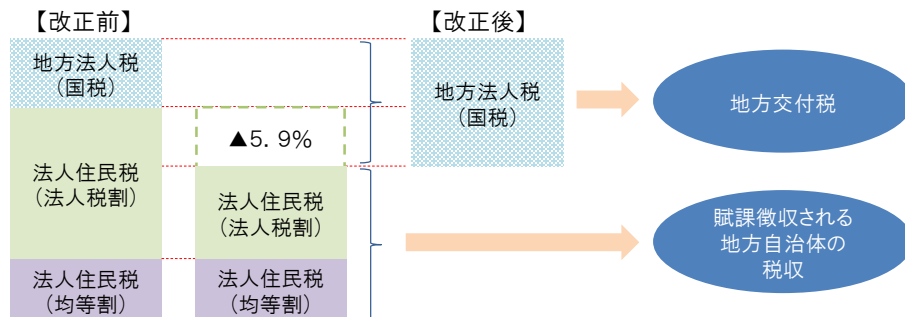 【改正前】
【改正後】
地方法人税
（国税）
法人住民税
（法人税割）
法人住民税
（均等割）
▲5．9%
法人住民税
（法人税割）
法人住民税
（均等割）
地方法人税
（国税）
地方交付税
賦課徴収される
地方自治体の
税収